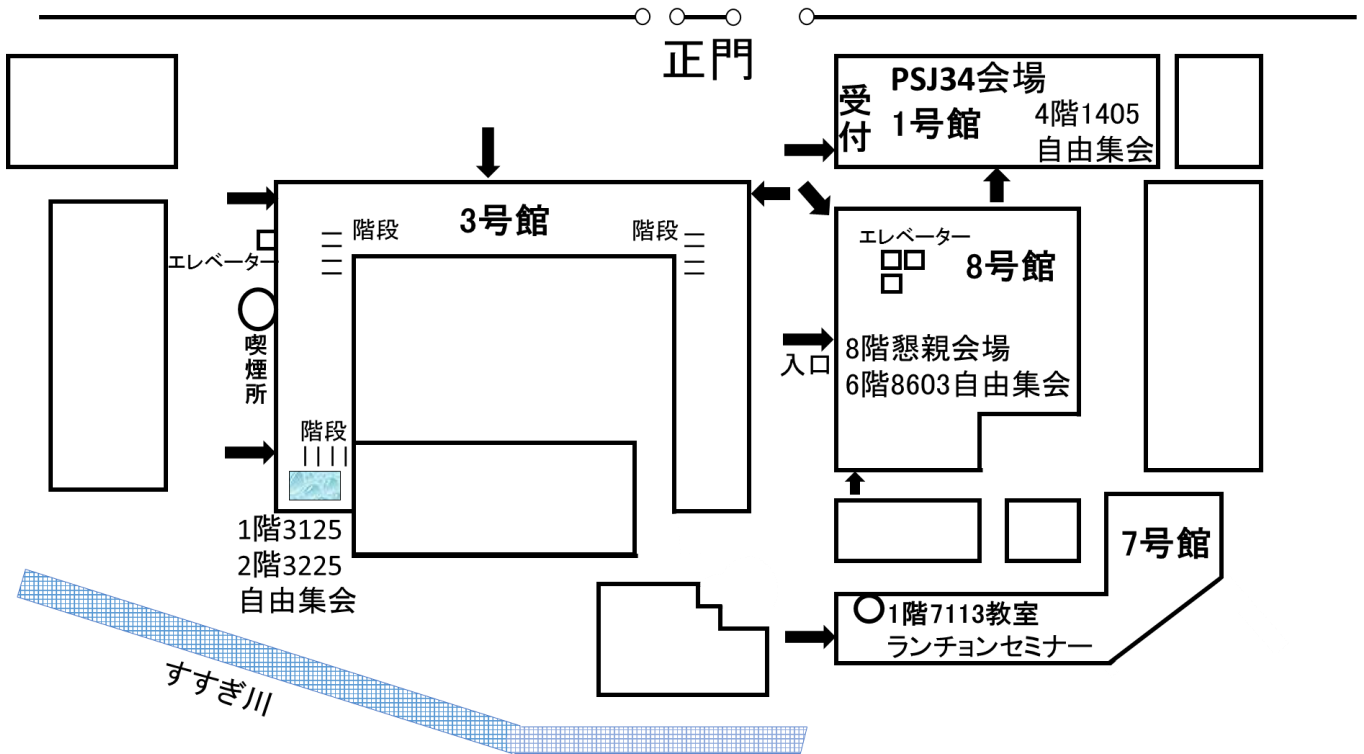 正門
PSJ34会場
受付
1号館
4階1405
自由集会
3号館
階段
階段
エレベーター
喫煙所
階段
1階3125
2階3225
自由集会
エレベーター
8号館
入口
8階懇親会場
6階8603自由集会
7号館
1階7113教室
ランチョンセミナー
すすぎ川